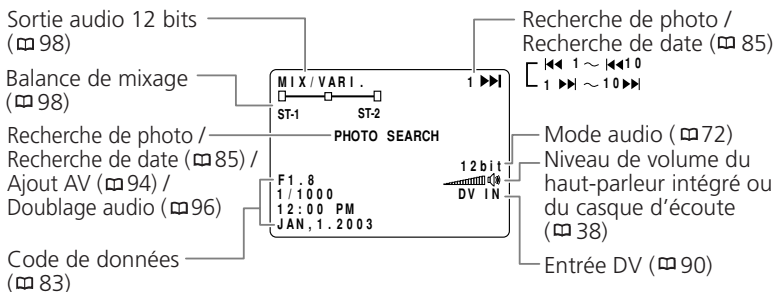 Sortie audio 12 bits
(98)
Balance de mixage
(98)
Recherche de photo /
Recherche de date (85) /
Ajout AV (94) /
Doublage audio (96)
Code de données
(83)
MIX/VARI.
1
ST-1 ST-2
PHOTO SEARCH
12bit
F1.8
1/1000
DV IN
12:00 PM
JAN,1.2003
Recherche de photo /
Recherche de date (85)
1 ~ 10
1 ~ 10
Mode audio (72)
Niveau de volume du
haut-parleur intégré ou
du casque d'écoute
(38)
Entrée DV (90)